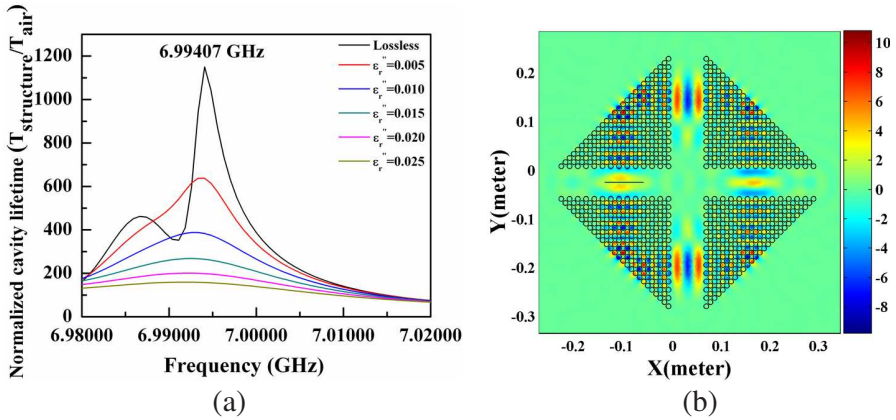 Normalized cavity lifetime (T_structure/T_air)
1200
1000
800
600
400
200
0
6.99407 GHz
Lossless
ε_r''=0.005
ε_r''=0.010
ε_r''=0.015
ε_r''=0.020
ε_r''=0.025
6.98000 6.99000 7.00000 7.01000 7.02000
Frequency (GHz)
(a)
Y(meter)
0.2
0.1
0
-0.1
-0.2
-0.3
-0.2 -0.1 0 0.1 0.2 0.3
X(meter)
10
8
6
4
2
0
-2
-4
-6
-8
(b)